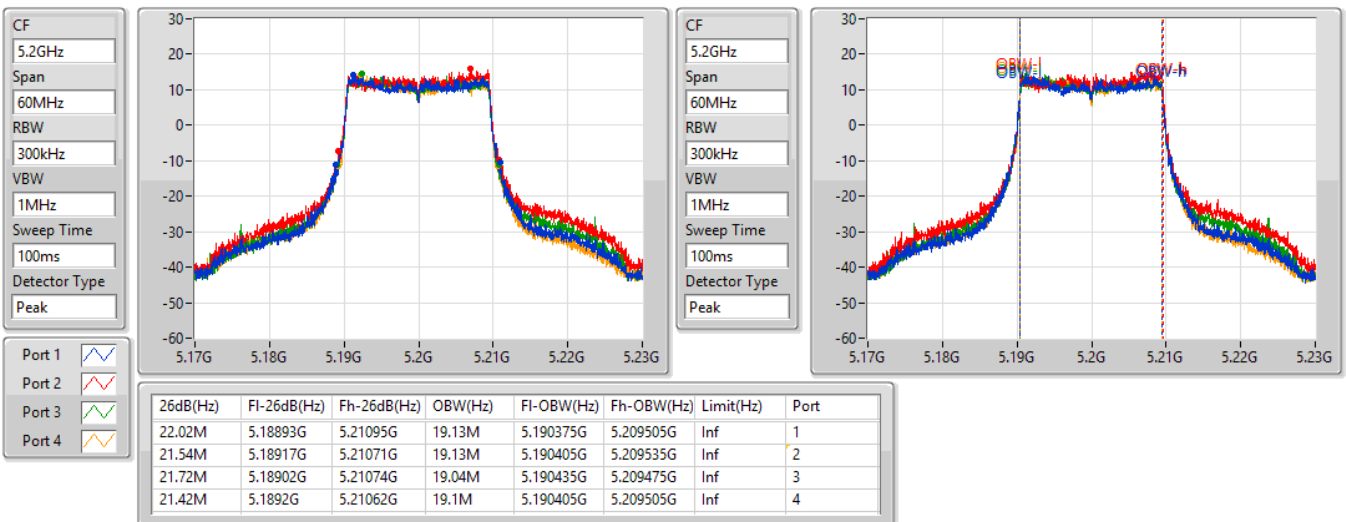 CF
5.2GHz
Span
60MHz
RBW
300kHz
VBW
1MHz
Sweep Time
100ms
Detector Type
Peak
30
20
10
0
-10
-20
-30
-40
-50
-60
5.17G 5.18G 5.19G 5.2G 5.21G 5.22G 5.23G
CF
5.2GHz
Span
60MHz
RBW
300kHz
VBW
1MHz
Sweep Time
100ms
Detector Type
Peak
30
20
10
0
-10
-20
-30
-40
-50
-60
OBW-l OBW-h
5.17G 5.18G 5.19G 5.2G 5.21G 5.22G 5.23G
Port 1
Port 2
Port 3
Port 4
26dB(Hz) Fl-26dB(Hz) Fh-26dB(Hz) OBW(Hz) Fl-OBW(Hz) Fh-OBW(Hz) Limit(Hz) Port
22.02M 5.18893G 5.21095G 19.13M 5.190375G 5.209505G Inf 1
21.54M 5.18917G 5.21071G 19.13M 5.190405G 5.209535G Inf 2
21.72M 5.18902G 5.21074G 19.04M 5.190435G 5.209475G Inf 3
21.42M 5.1892G 5.21062G 19.1M 5.190405G 5.209505G Inf 4